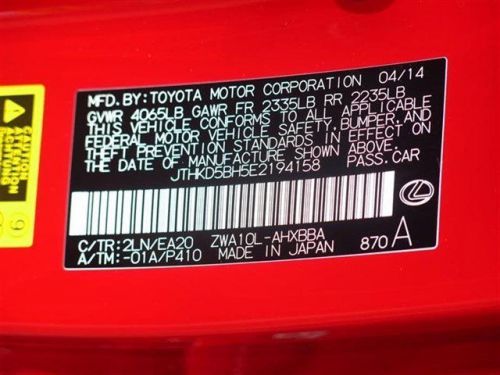 MFD.BY:TOYOTA MOTOR CORPORATION 04/14
GVWR 4065LB GAWR FR 2335LB RR 2235LB
THIS VEHICLE CONFORMS TO ALL APPLICABLE
FEDERAL MOTOR VEHICLE SAFETY,BUMPER,AND
THEFT PREVENTION STANDARDS IN EFFECT ON
THE DATE OF MANUFACTURE SHOWN ABOVE.
JTHKD5BH5E2194158 PASS.CAR
C/TR:2LN/EA20 ZWA10L-AHXBBA
A/TM:-01A/P410 MADE IN JAPAN 870 A
CAUTION
ATTENTION